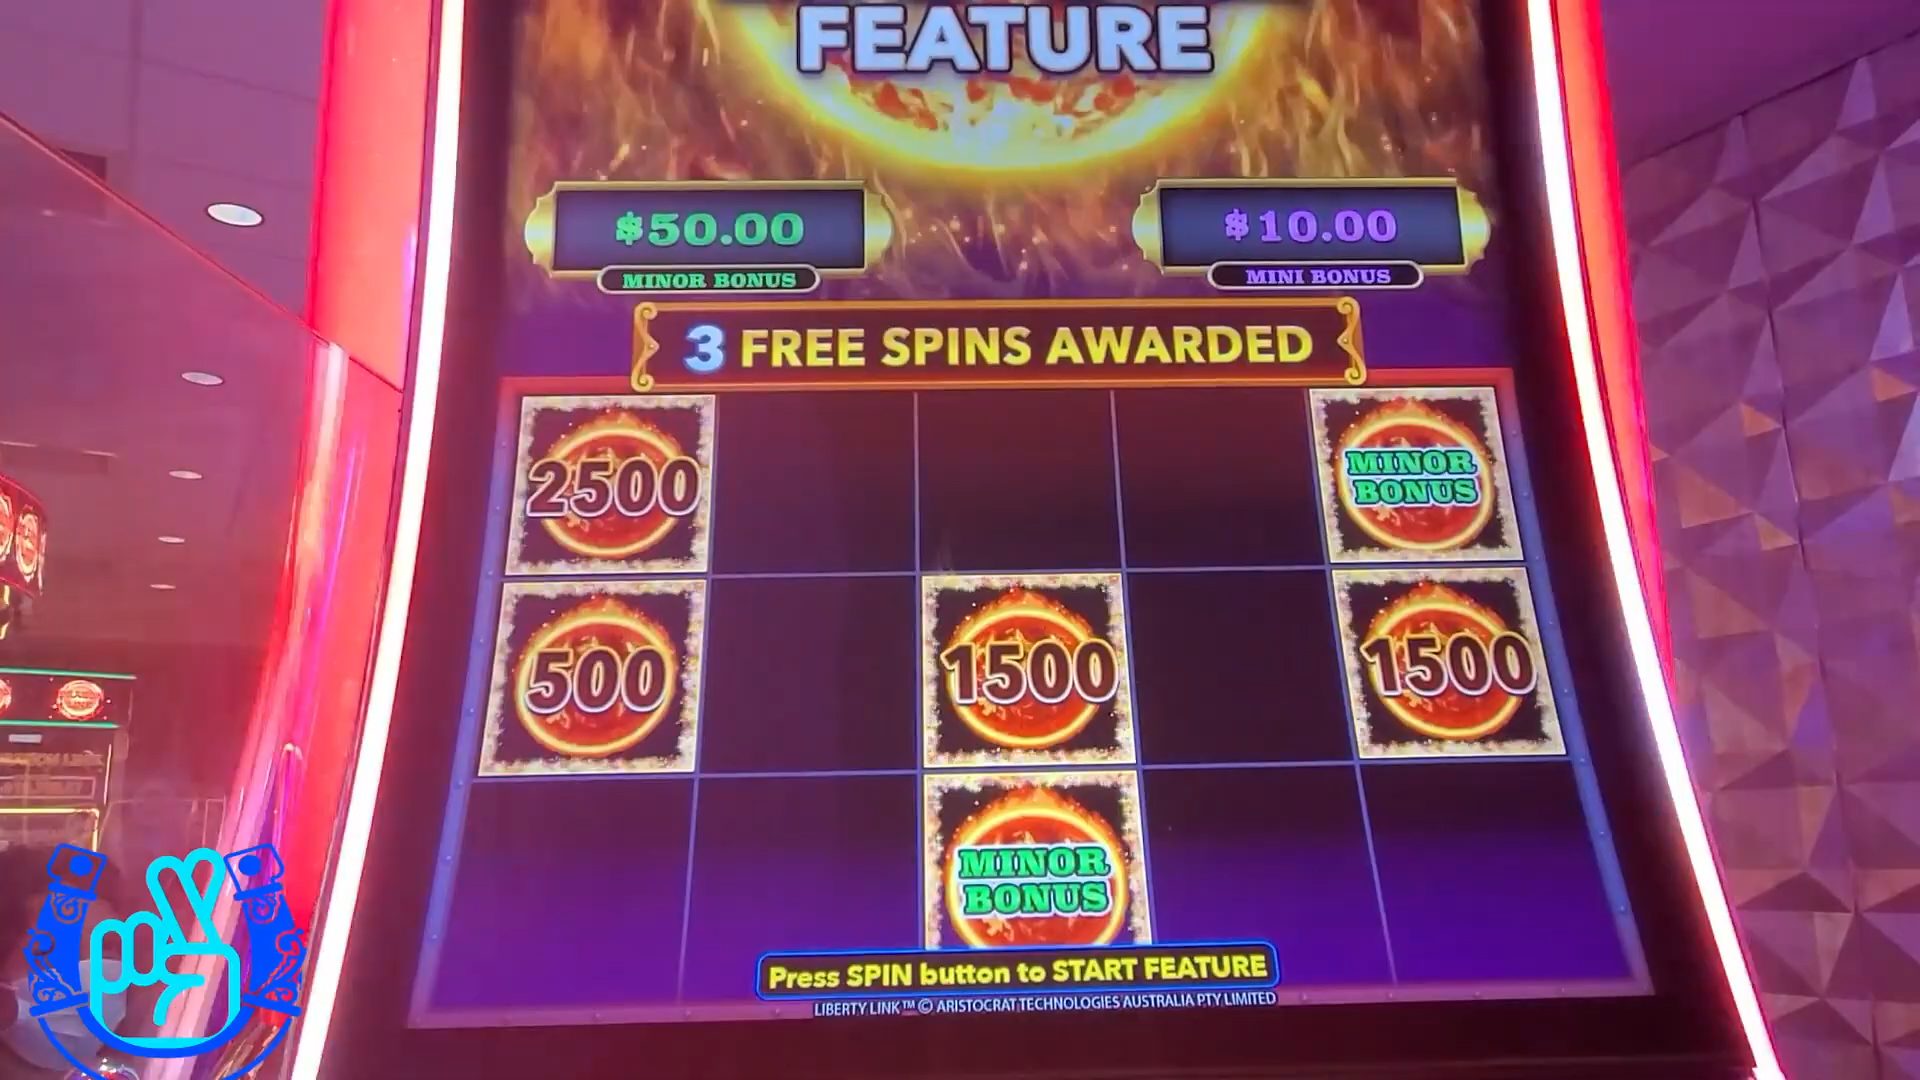 FEATURE
$50.00
MINOR BONUS
$10.00
MINI BONUS
3 FREE SPINS AWARDED
2500
MINOR
BONUS
500
1500
1500
MINOR
BONUS
Press SPIN button to START FEATURE
LIBERTY LINK™ © ARISTOCRAT TECHNOLOGIES AUSTRALIA PTY LIMITED